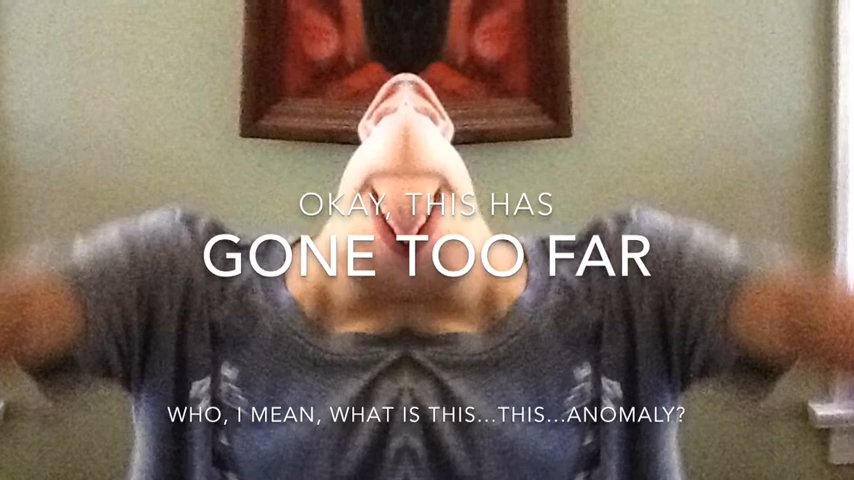 OKAY, THIS HAS
GONE TOO FAR
WHO, I MEAN, WHAT IS THIS...THIS...ANOMALY?